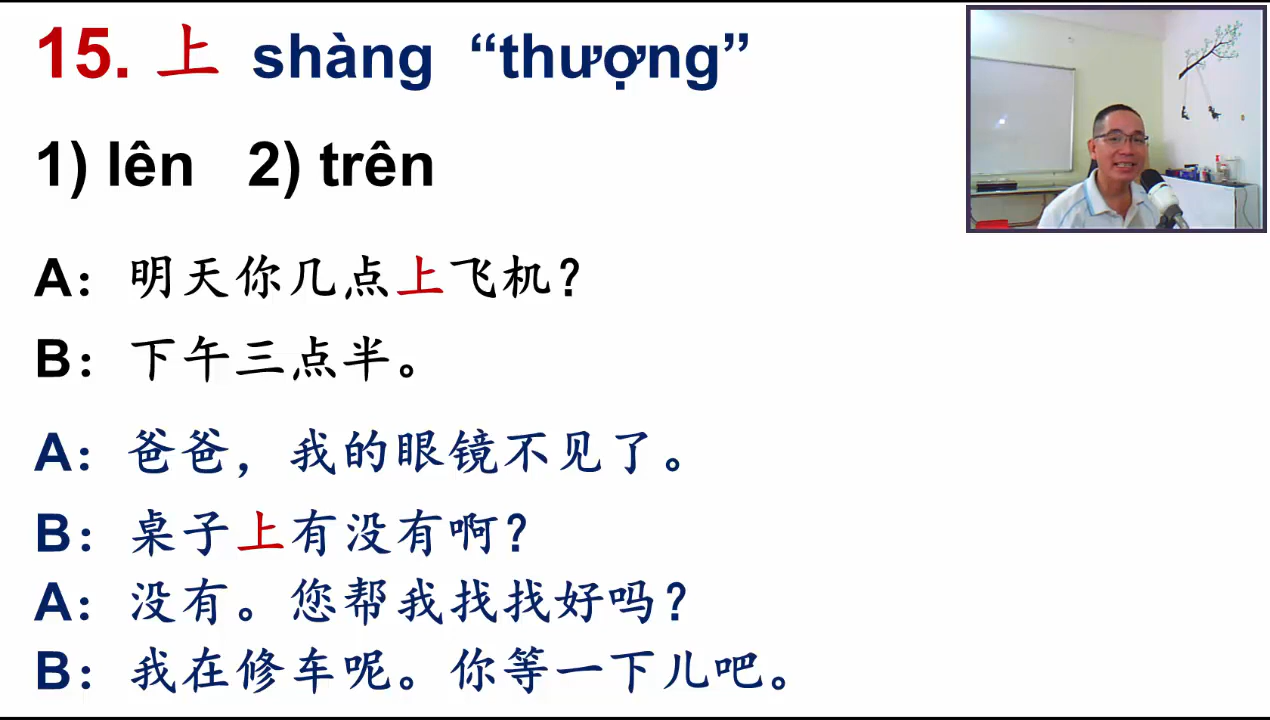 15. 上 shàng “thượng”
1) lên 2) trên
A：明天你几点上飞机？
B：下午三点半。
A：爸爸，我的眼镜不见了。
B：桌子上有没有啊？
A：没有。您帮我找找好吗？
B：我在修车呢。你等一下儿吧。